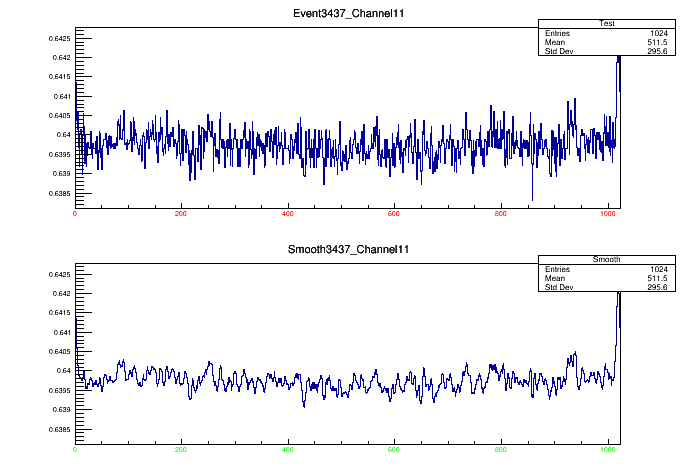 Event3437_Channel11
Test
Entries 1024
Mean 511.5
Std Dev 295.6
0.6425
0.642
0.6415
0.641
0.6405
0.64
0.6395
0.639
0.6385
0 200 400 600 800 1000
Smooth3437_Channel11
Smooth
Entries 1024
Mean 511.5
Std Dev 295.6
0.6425
0.642
0.6415
0.641
0.6405
0.64
0.6395
0.639
0.6385
0 200 400 600 800 1000